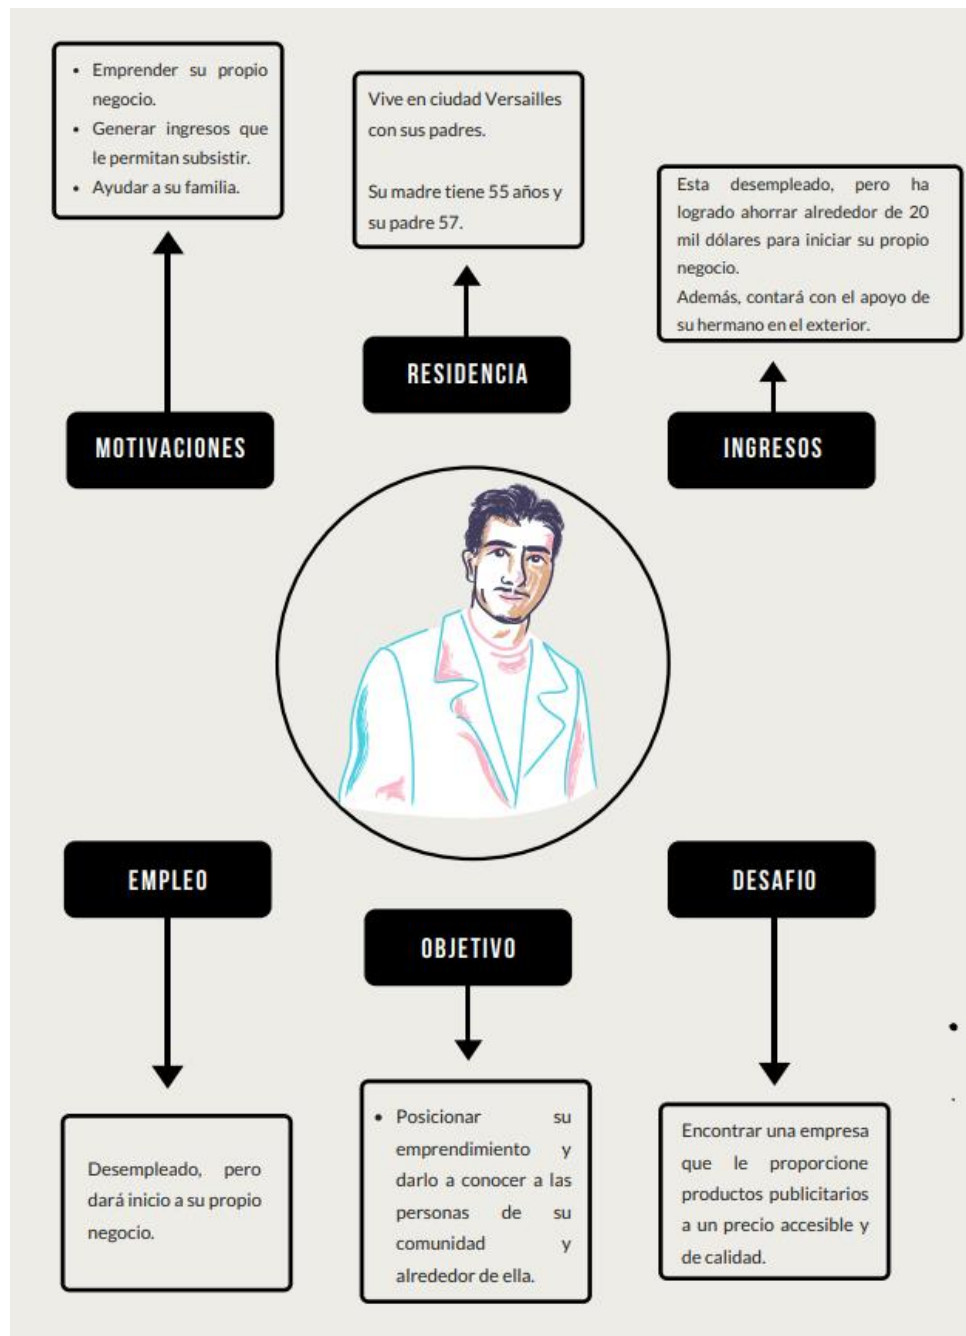 • Emprender su propio
negocio.
• Generar ingresos que
le permitan subsistir.
• Ayudar a su familia.
MOTIVACIONES
Vive en ciudad Versailles
con sus padres.
Su madre tiene 55 años y
su padre 57.
RESIDENCIA
Esta desempleado, pero ha
logrado ahorrar alrededor de 20
mil dólares para iniciar su propio
negocio.
Además, contará con el apoyo de
su hermano en el exterior.
INGRESOS
EMPLEO
Desempleado, pero
dará inicio a su propio
negocio.
OBJETIVO
• Posicionar su
emprendimiento y
darlo a conocer a las
personas de su
comunidad y
alrededor de ella.
DESAFIO
Encontrar una empresa
que le proporcione
productos publicitarios
a un precio accesible y
de calidad.